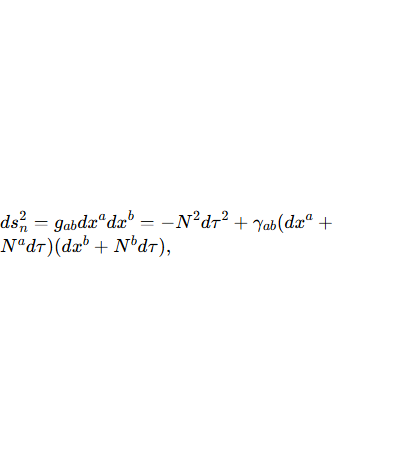 $ds_n^2 = g_{ab}dx^a dx^b = -N^2 d\tau^2 + \gamma_{ab}(dx^a +$
$N^a d\tau)(dx^b + N^b d\tau),$